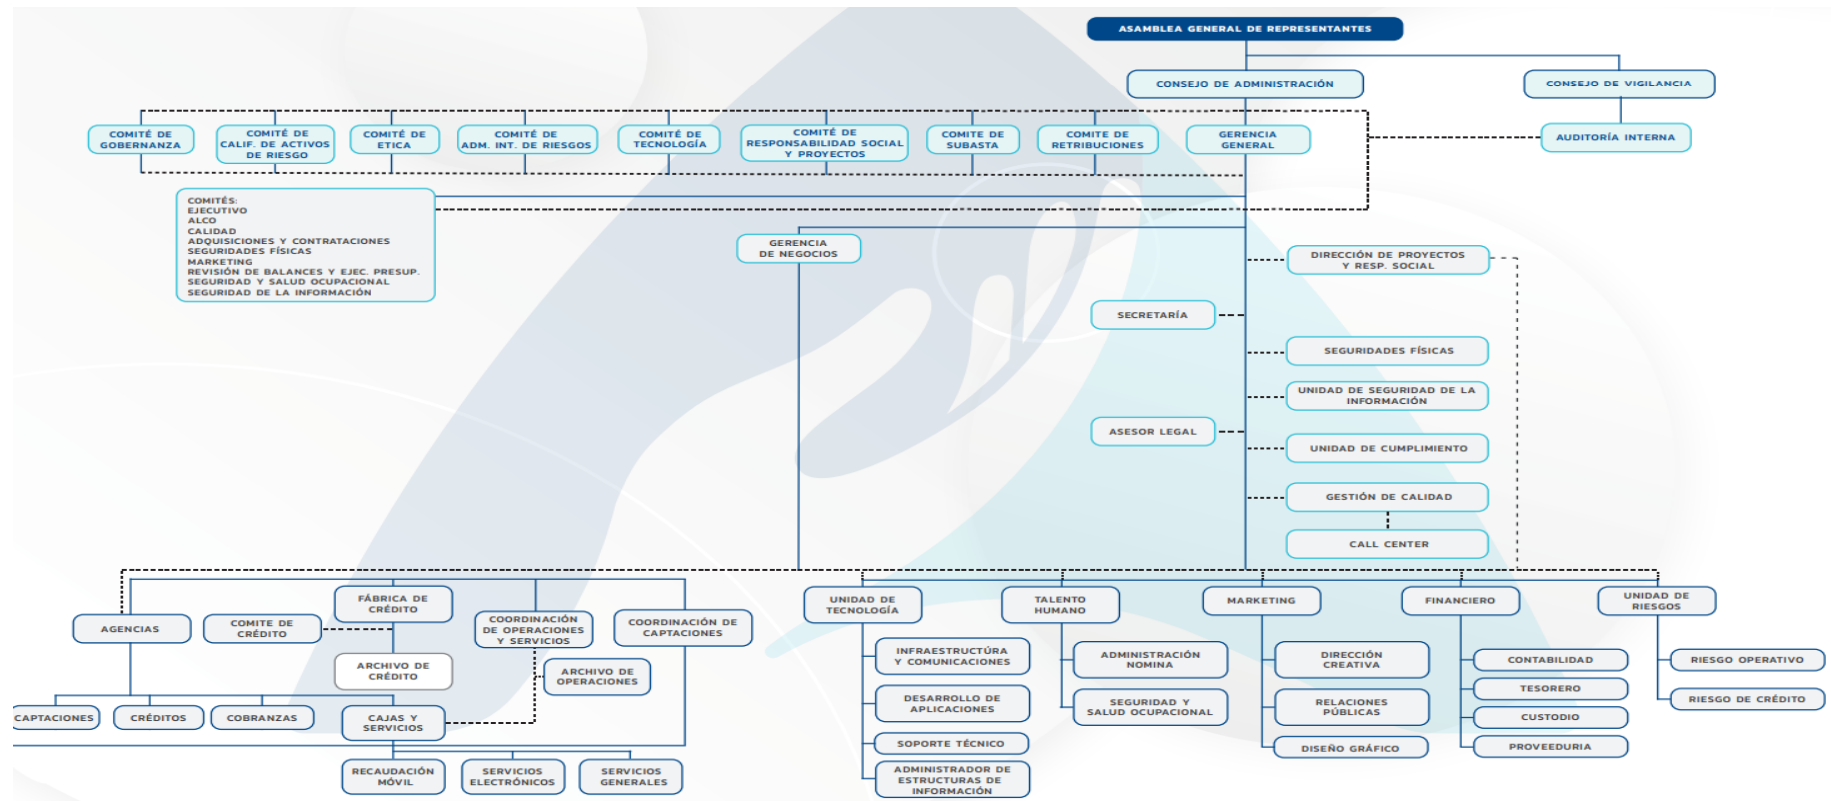 ASAMBLEA GENERAL DE REPRESENTANTES
CONSEJO DE ADMINISTRACIÓN
CONSEJO DE VIGILANCIA
COMITÉ DE
GOBERNANZA
COMITÉ DE
CALIF. DE ACTIVOS
DE RIESGO
COMITÉ DE
ETICA
COMITÉ DE
ADM. INT. DE RIESGOS
COMITÉ DE
TECNOLOGÍA
COMITÉ DE
RESPONSABILIDAD SOCIAL
Y PROYECTOS
COMITE DE
SUBASTA
COMITE DE
RETRIBUCIONES
GERENCIA
GENERAL
AUDITORÍA INTERNA
COMITÉS:
EJECUTIVO
ALCO
CALIDAD
ADQUISICIONES Y CONTRATACIONES
SEGURIDADES FÍSICAS
MARKETING
REVISIÓN DE BALANCES Y EJEC. PRESUP.
SEGURIDAD Y SALUD OCUPACIONAL
SEGURIDAD DE LA INFORMACIÓN
GERENCIA
DE NEGOCIOS
DIRECCIÓN DE PROYECTOS
Y RESP. SOCIAL
SECRETARÍA
SEGURIDADES FÍSICAS
UNIDAD DE SEGURIDAD DE LA
INFORMACIÓN
ASESOR LEGAL
UNIDAD DE CUMPLIMIENTO
GESTIÓN DE CALIDAD
CALL CENTER
AGENCIAS
COMITE DE
CRÉDITO
FÁBRICA DE
CRÉDITO
COORDINACIÓN
DE OPERACIONES
Y SERVICIOS
COORDINACIÓN DE
CAPTACIONES
ARCHIVO DE
CRÉDITO
ARCHIVO DE
OPERACIONES
CAPTACIONES
CRÉDITOS
COBRANZAS
CAJAS Y
SERVICIOS
RECAUDACIÓN
MÓVIL
SERVICIOS
ELECTRÓNICOS
SERVICIOS
GENERALES
UNIDAD DE
TECNOLOGÍA
TALENTO
HUMANO
MARKETING
FINANCIERO
UNIDAD DE
RIESGOS
INFRAESTRUCTÚRA
Y COMUNICACIONES
DESARROLLO DE
APLICACIONES
SOPORTE TÉCNICO
ADMINISTRADOR DE
ESTRUCTURAS DE
INFORMACIÓN
ADMINISTRACIÓN
NOMINA
SEGURIDAD Y
SALUD OCUPACIONAL
DIRECCIÓN
CREATIVA
RELACIONES
PÚBLICAS
DISEÑO GRÁFICO
CONTABILIDAD
TESORERO
CUSTODIO
PROVEEDURIA
RIESGO OPERATIVO
RIESGO DE CRÉDITO